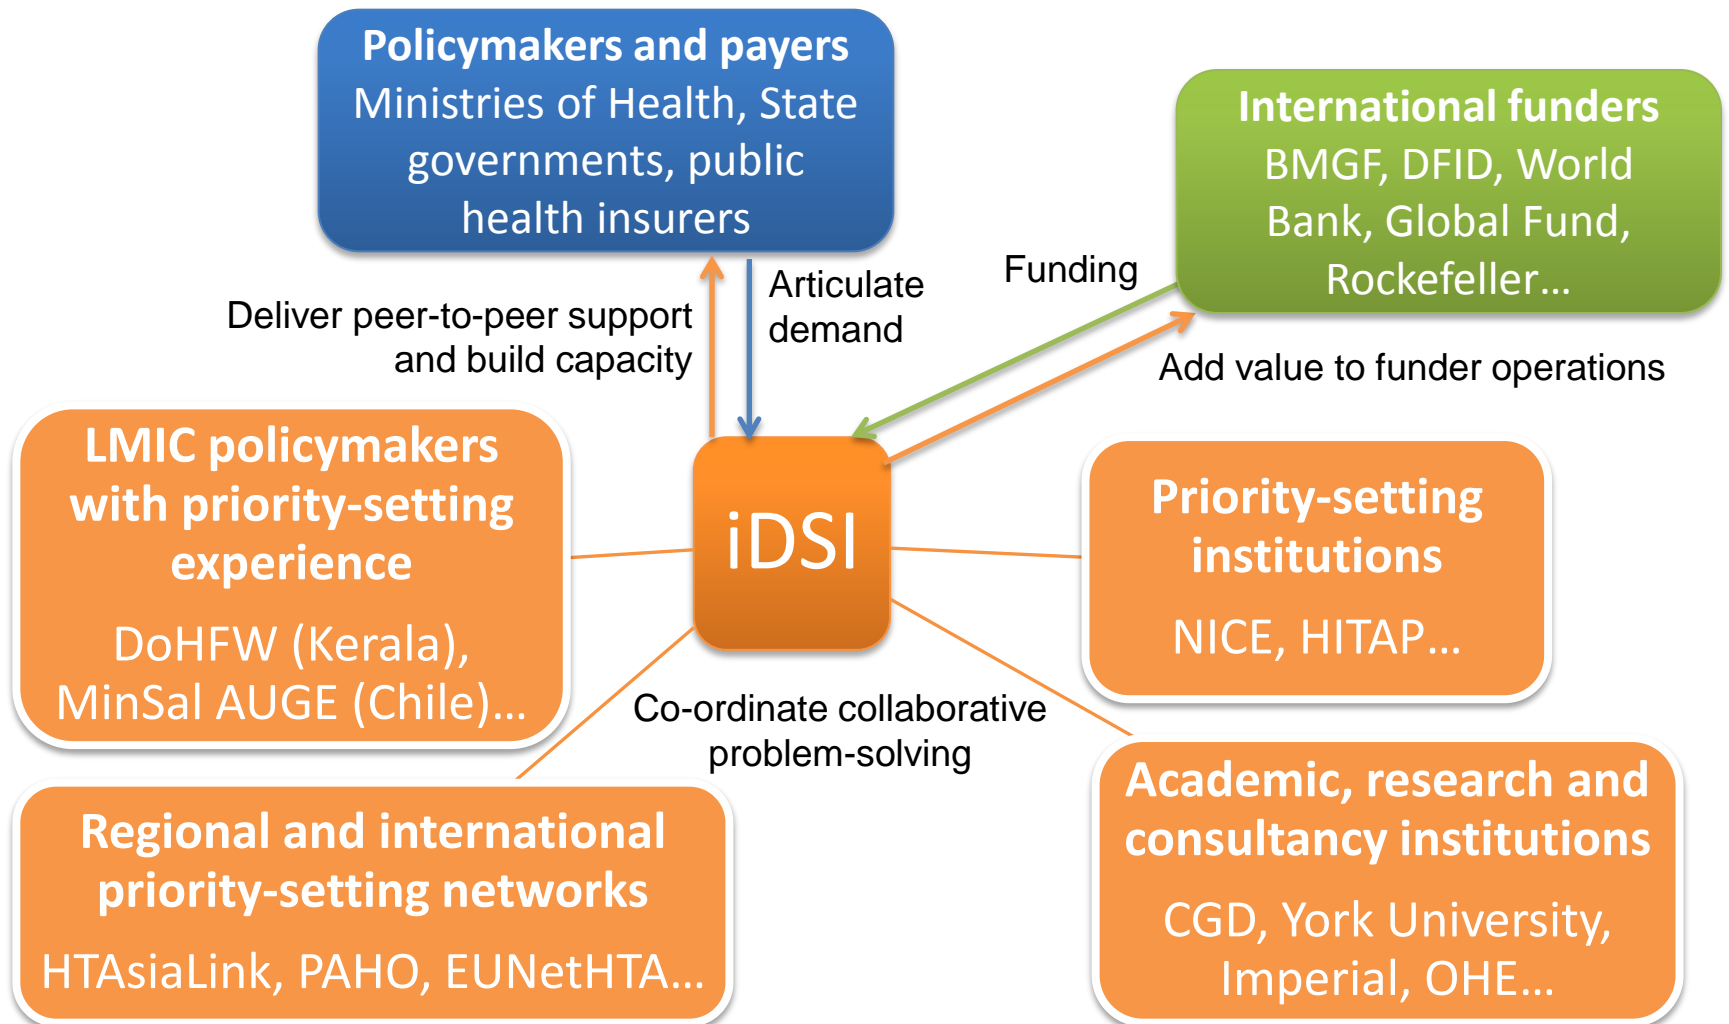 Policymakers and payers
Ministries of Health, State
governments, public
health insurers
International funders
BMGF, DFID, World
Bank, Global Fund,
Rockefeller…
Deliver peer-to-peer support
and build capacity
Articulate
demand
Funding
Add value to funder operations
LMIC policymakers
with priority-setting
experience
DoHFW (Kerala),
MinSal AUGE (Chile)…
iDSI
Priority-setting
institutions
NICE, HITAP…
Co-ordinate collaborative
problem-solving
Regional and international
priority-setting networks
HTAsiaLink, PAHO, EUNetHTA…
Academic, research and
consultancy institutions
CGD, York University,
Imperial, OHE…